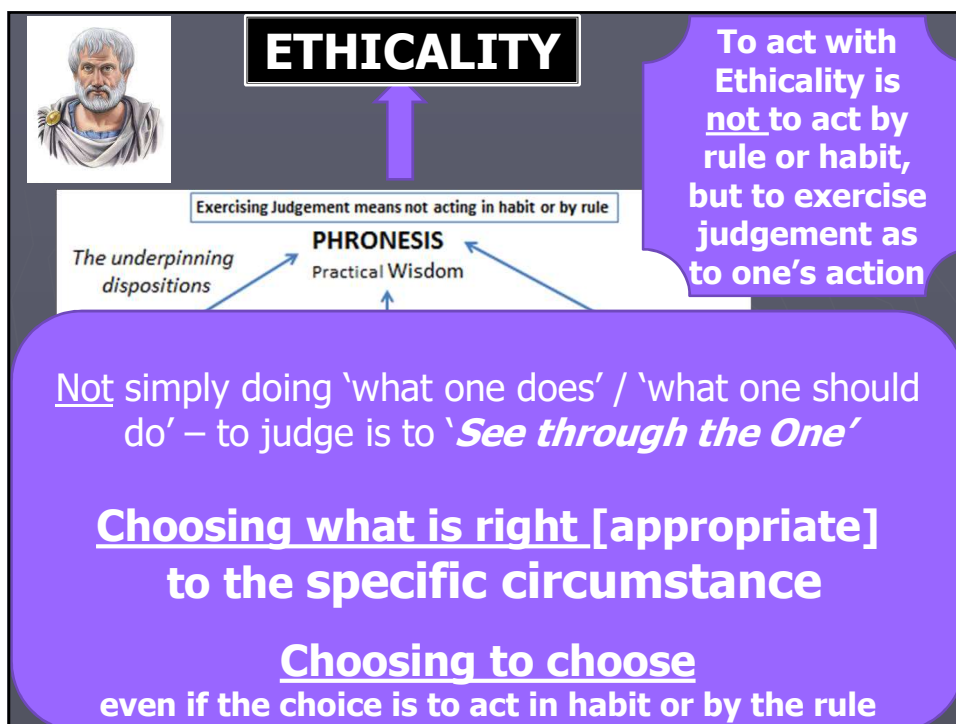 ETHICALITY
To act with
Ethicality is
not to act by
rule or habit,
but to exercise
judgement as
to one’s action
Exercising Judgement means not acting in habit or by rule
PHRONESIS
Practical Wisdom
The underpinning
dispositions
Not simply doing ‘what one does’ / ‘what one should
do’ – to judge is to ‘See through the One’
Choosing what is right [appropriate]
to the specific circumstance
Choosing to choose
even if the choice is to act in habit or by the rule